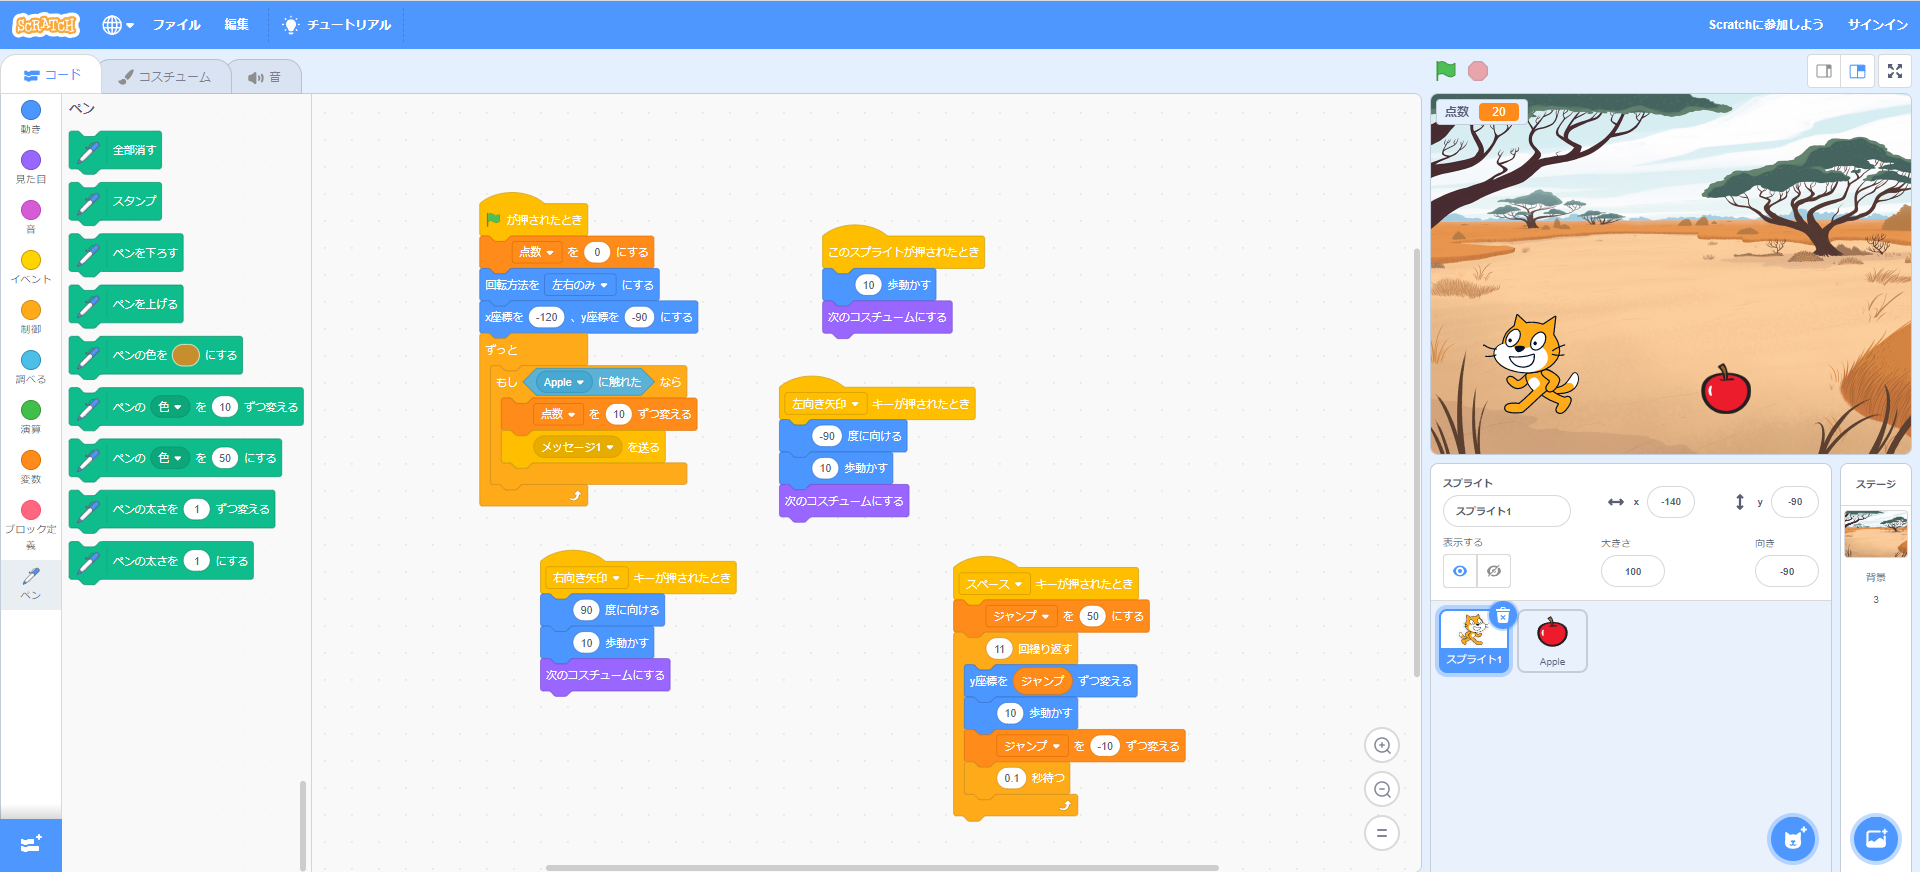 SCRATCH
ファイル
編集
チュートリアル
Scratchに参加しよう
サインイン
コード
コスチューム
音
動き
見た目
音
イベント
制御
調べる
演算
変数
ブロック定
義
ペン
ペン
全部消す
スタンプ
ペンを下ろす
ペンを上げる
ペンの色を にする
ペンの 色 を 10 ずつ変える
ペンの 色 を 50 にする
ペンの太さを 1 ずつ変える
ペンの太さを 1 にする
が押されたとき
点数 を 0 にする
回転方法を 左右のみ にする
x座標を -120 、y座標を -90 にする
ずっと
もし Apple に触れた なら
点数 を 10 ずつ変える
メッセージ1 を送る
このスプライトが押されたとき
10 歩動かす
次のコスチュームにする
左向き矢印 キーが押されたとき
-90 度に向ける
10 歩動かす
次のコスチュームにする
右向き矢印 キーが押されたとき
90 度に向ける
10 歩動かす
次のコスチュームにする
スペース キーが押されたとき
ジャンプ を 50 にする
11 回繰り返す
y座標を ジャンプ ずつ変える
10 歩動かす
ジャンプ を -10 ずつ変える
0.1 秒待つ
点数 20
スプライト
スプライト1
x -140
y -90
表示する
大きさ
100
向き
-90
スプライト1
Apple
ステージ
背景
3